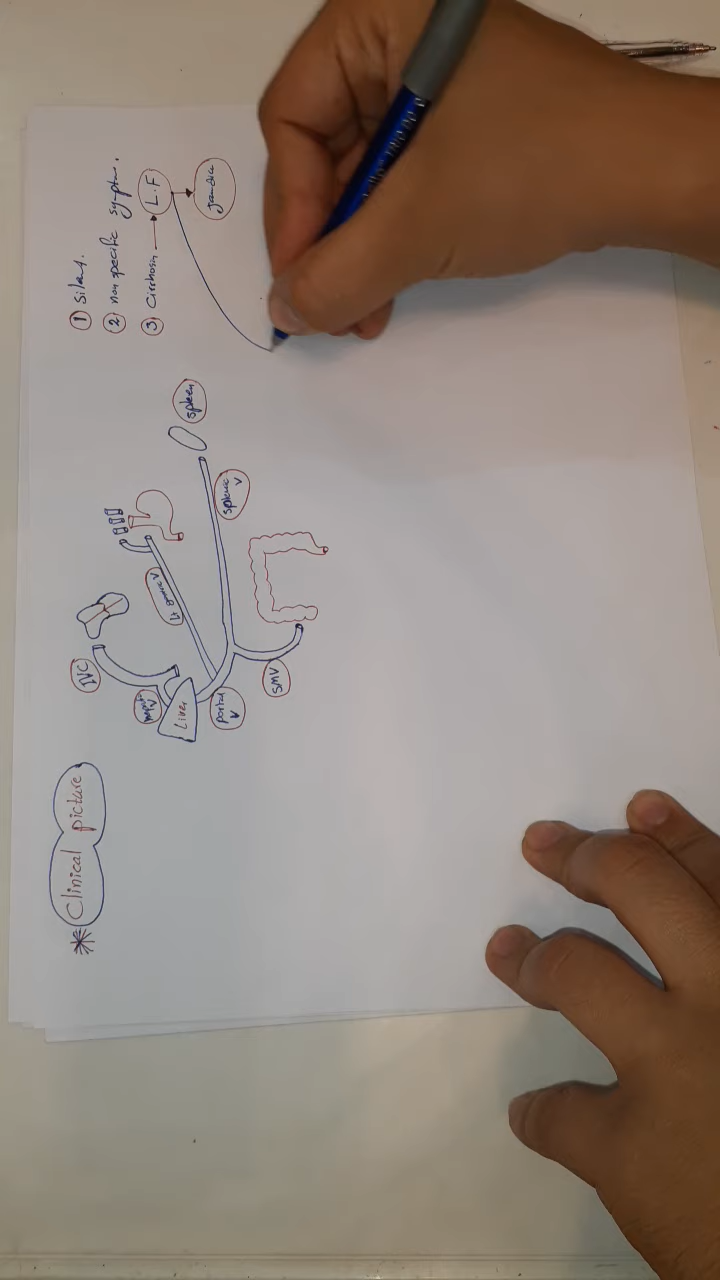 * Clinical picture
① Silent.
② non specific symptm.
③ Cirrhosis → L.F
jaundice
IVC
hepatic V
Liver
portal V
SMV
Lt gastric V
splenic V
spleen